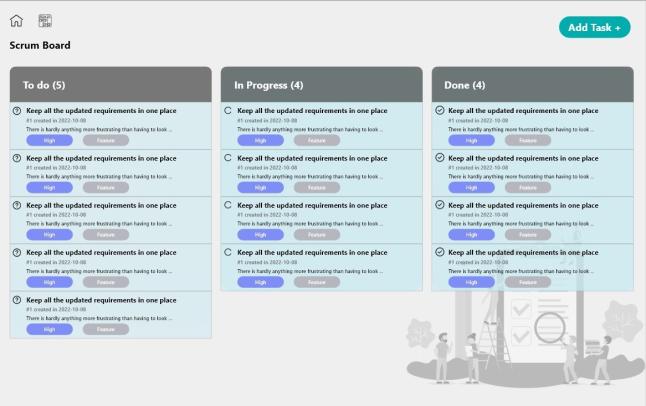 Add Task +
Scrum Board
To do (5)
Keep all the updated requirements in one place
#1 created in 2022-10-08
There is hardly anything more frustrating than having to look ...
High Feature
Keep all the updated requirements in one place
#1 created in 2022-10-08
There is hardly anything more frustrating than having to look ...
High Feature
Keep all the updated requirements in one place
#1 created in 2022-10-08
There is hardly anything more frustrating than having to look ...
High Feature
Keep all the updated requirements in one place
#1 created in 2022-10-08
There is hardly anything more frustrating than having to look ...
High Feature
Keep all the updated requirements in one place
#1 created in 2022-10-08
There is hardly anything more frustrating than having to look ...
High Feature
In Progress (4)
Keep all the updated requirements in one place
#1 created in 2022-10-08
There is hardly anything more frustrating than having to look ...
High Feature
Keep all the updated requirements in one place
#1 created in 2022-10-08
There is hardly anything more frustrating than having to look ...
High Feature
Keep all the updated requirements in one place
#1 created in 2022-10-08
There is hardly anything more frustrating than having to look ...
High Feature
Keep all the updated requirements in one place
#1 created in 2022-10-08
There is hardly anything more frustrating than having to look ...
High Feature
Done (4)
Keep all the updated requirements in one place
#1 created in 2022-10-08
There is hardly anything more frustrating than having to look ...
High Feature
Keep all the updated requirements in one place
#1 created in 2022-10-08
There is hardly anything more frustrating than having to look ...
High Feature
Keep all the updated requirements in one place
#1 created in 2022-10-08
There is hardly anything more frustrating than having to look ...
High Feature
Keep all the updated requirements in one place
#1 created in 2022-10-08
There is hardly anything more frustrating than having to look ...
High Feature